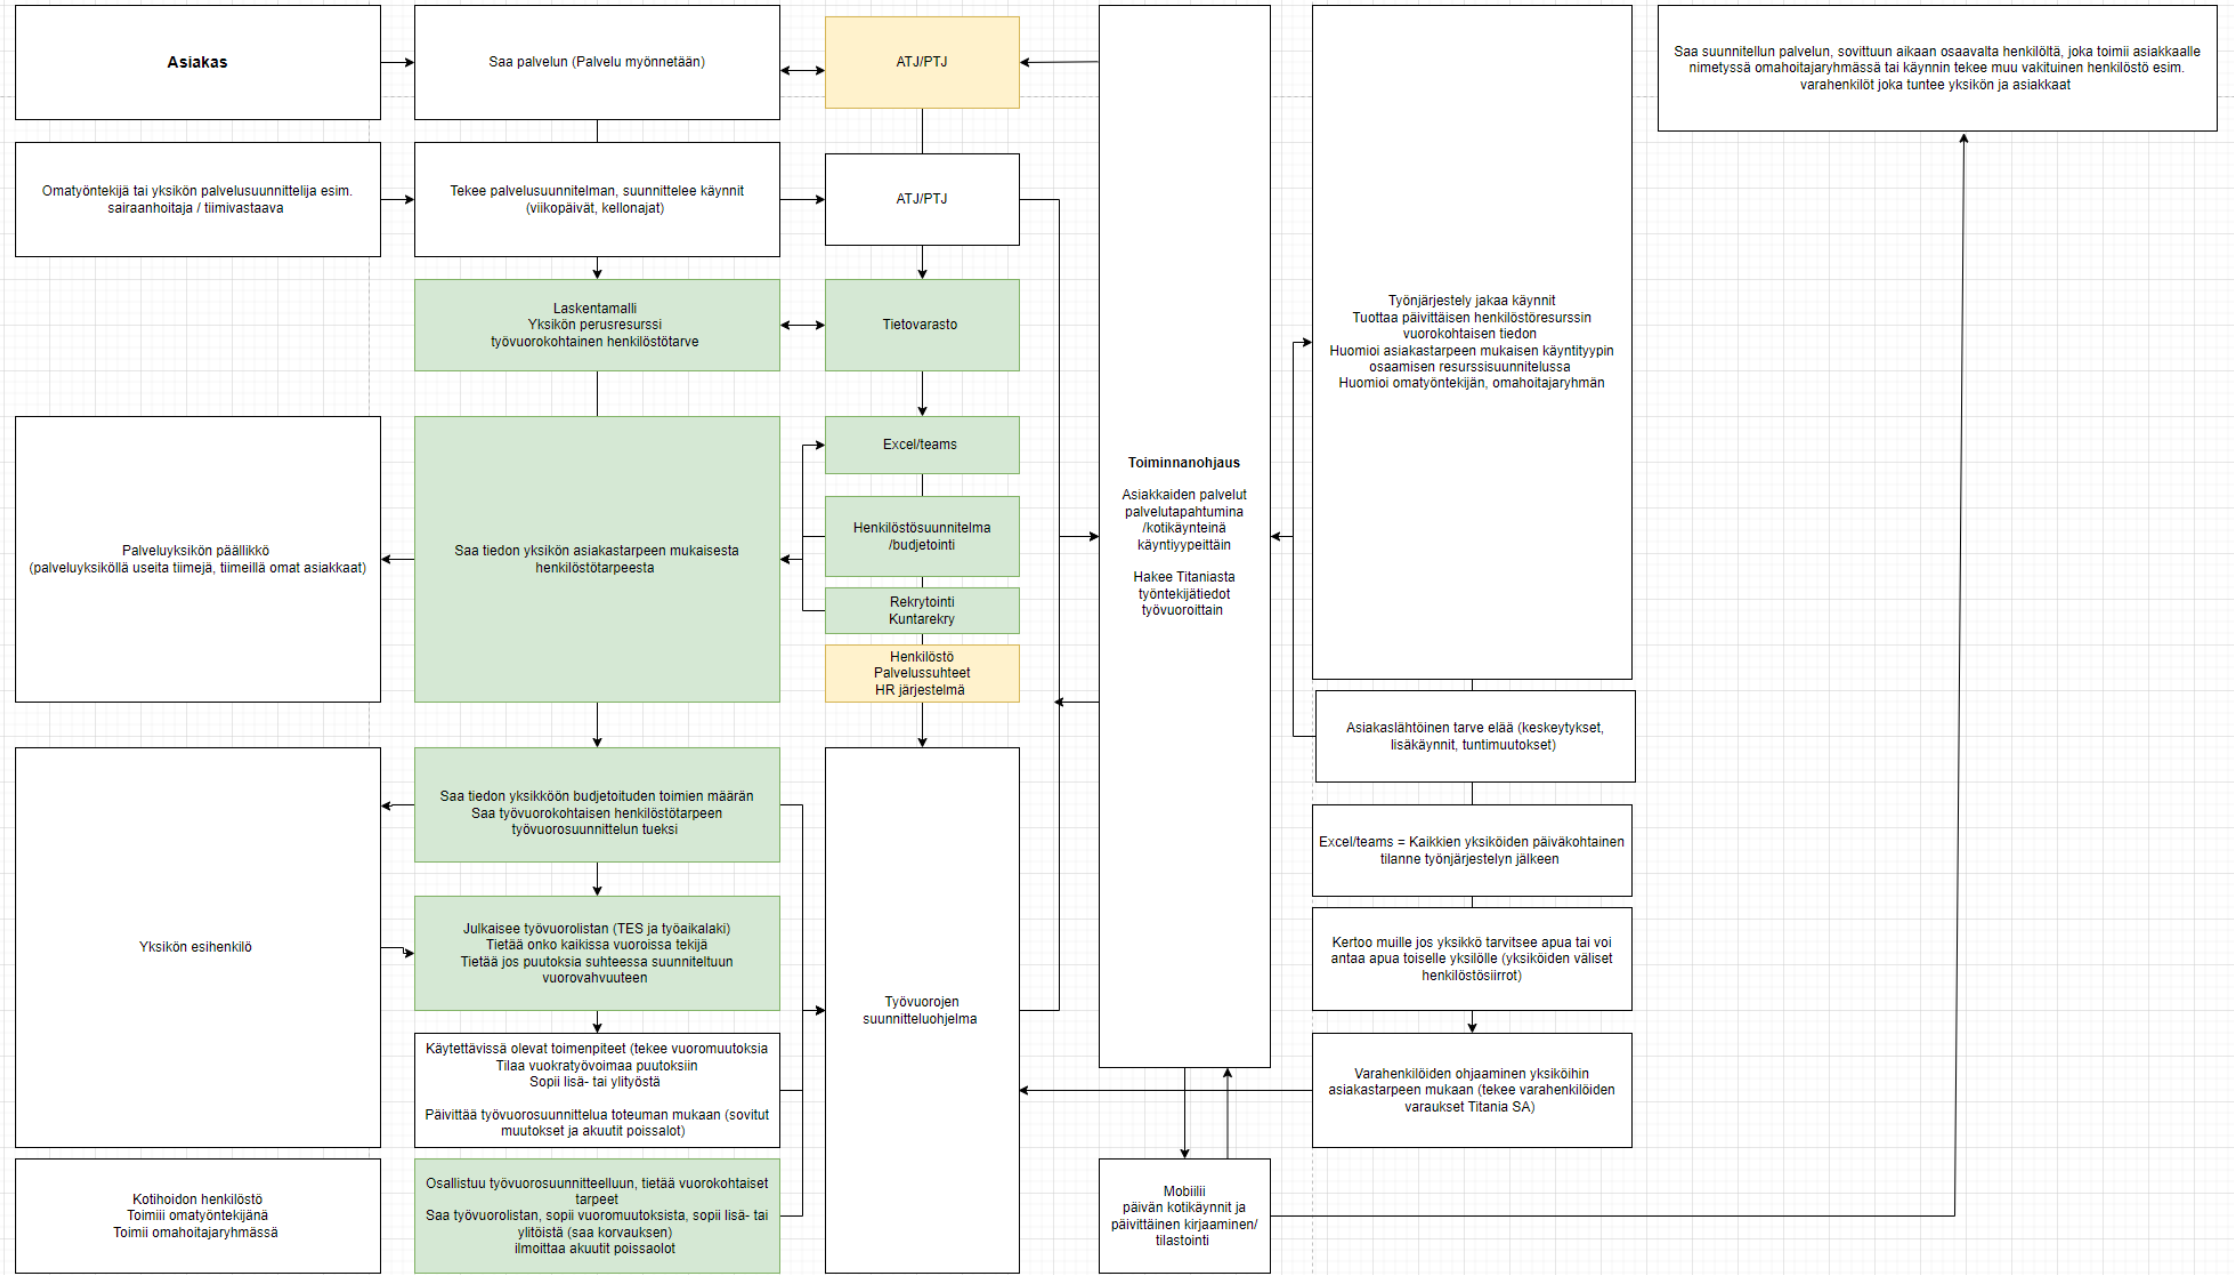 Asiakas
Saa palvelun (Palvelu myönnetään)
ATJ/PTJ
Saa suunnitellun palvelun, sovittuun aikaan osaavalta henkilöltä, joka toimii asiakkaalle
nimetyssä omahoitajaryhmässä tai käynnin tekee muu vakituinen henkilöstö esim.
varahenkilöt joka tuntee yksikön ja asiakkaat
Omatyöntekijä tai yksikön palvelusuunnittelija esim.
sairaanhoitaja / tiimivastaava
Tekee palvelusuunnitelman, suunnittelee käynnit
(viikopäivät, kellonajat)
ATJ/PTJ
Laskentamalli
Yksikön perusresurssi
työvuorokohtainen henkilöstötarve
Tietovarasto
Työnjärjestely jakaa käynnit
Tuottaa päivittäisen henkilöstöresurssin
vuorokohtaisen tiedon
Huomioi asiakastarpeen mukaisen käyntityypin
osaamisen resurssisuunnitelussa
Huomioi omatyöntekijän, omahoitajaryhmän
Palveluyksikön päällikkö
(palveluyksiköllä useita tiimejä, tiimeillä omat asiakkaat)
Saa tiedon yksikön asiakastarpeen mukaisesta
henkilöstötarpeesta
Excel/teams
Henkilöstösuunnitelma
/budjetointi
Rekrytointi
Kuntarekry
Henkilöstö
Palvelussuhteet
HR järjestelmä
Toiminnanohjaus
Asiakkaiden palvelut
palvelutapahtumina
/kotikäynteinä
käyntiyypeittäin
Hakee Titaniasta
työntekijätiedot
työvuoroittain
Asiakaslähtöinen tarve elää (keskeytykset,
lisäkäynnit, tuntimuutokset)
Yksikön esihenkilö
Saa tiedon yksikköön budjetoituden toimien määrän
Saa työvuorokohtaisen henkilöstötarpeen
työvuorosuunnittelun tueksi
Excel/teams = Kaikkien yksiköiden päiväkohtainen
tilanne työnjärjestelyn jälkeen
Julkaisee työvuorolistan (TES ja työaikalaki)
Tietää onko kaikissa vuoroissa tekijä
Tietää jos puutoksia suhteessa suunniteltuun
vuorovahvuuteen
Työvuorojen
suunnitteluohjelma
Kertoo muille jos yksikkö tarvitsee apua tai voi
antaa apua toiselle yksilölle (yksiköiden väliset
henkilöstösiirrot)
Käytettävissä olevat toimenpiteet (tekee vuoromuutoksia
Tilaa vuokratyövoimaa puutoksiin
Sopii lisä- tai ylityöstä
Päivittää työvuorosuunnittelua toteuman mukaan (sovitut
muutokset ja akuutit poissalot)
Varahenkilöiden ohjaaminen yksiköihin
asiakastarpeen mukaan (tekee varahenkilöiden
varaukset Titania SA)
Kotihoidon henkilöstö
Toimiii omatyöntekijänä
Toimii omahoitajaryhmässä
Osallistuu työvuorosuunnitteelluun, tietää vuorokohtaiset
tarpeet
Saa työvuorolistan, sopii vuoromuutoksista, sopii lisä- tai
ylitöistä (saa korvauksen)
ilmoittaa akuutit poissaolot
Mobiilii
päivän kotikäynnit ja
päivittäinen kirjaaminen/
tilastointi